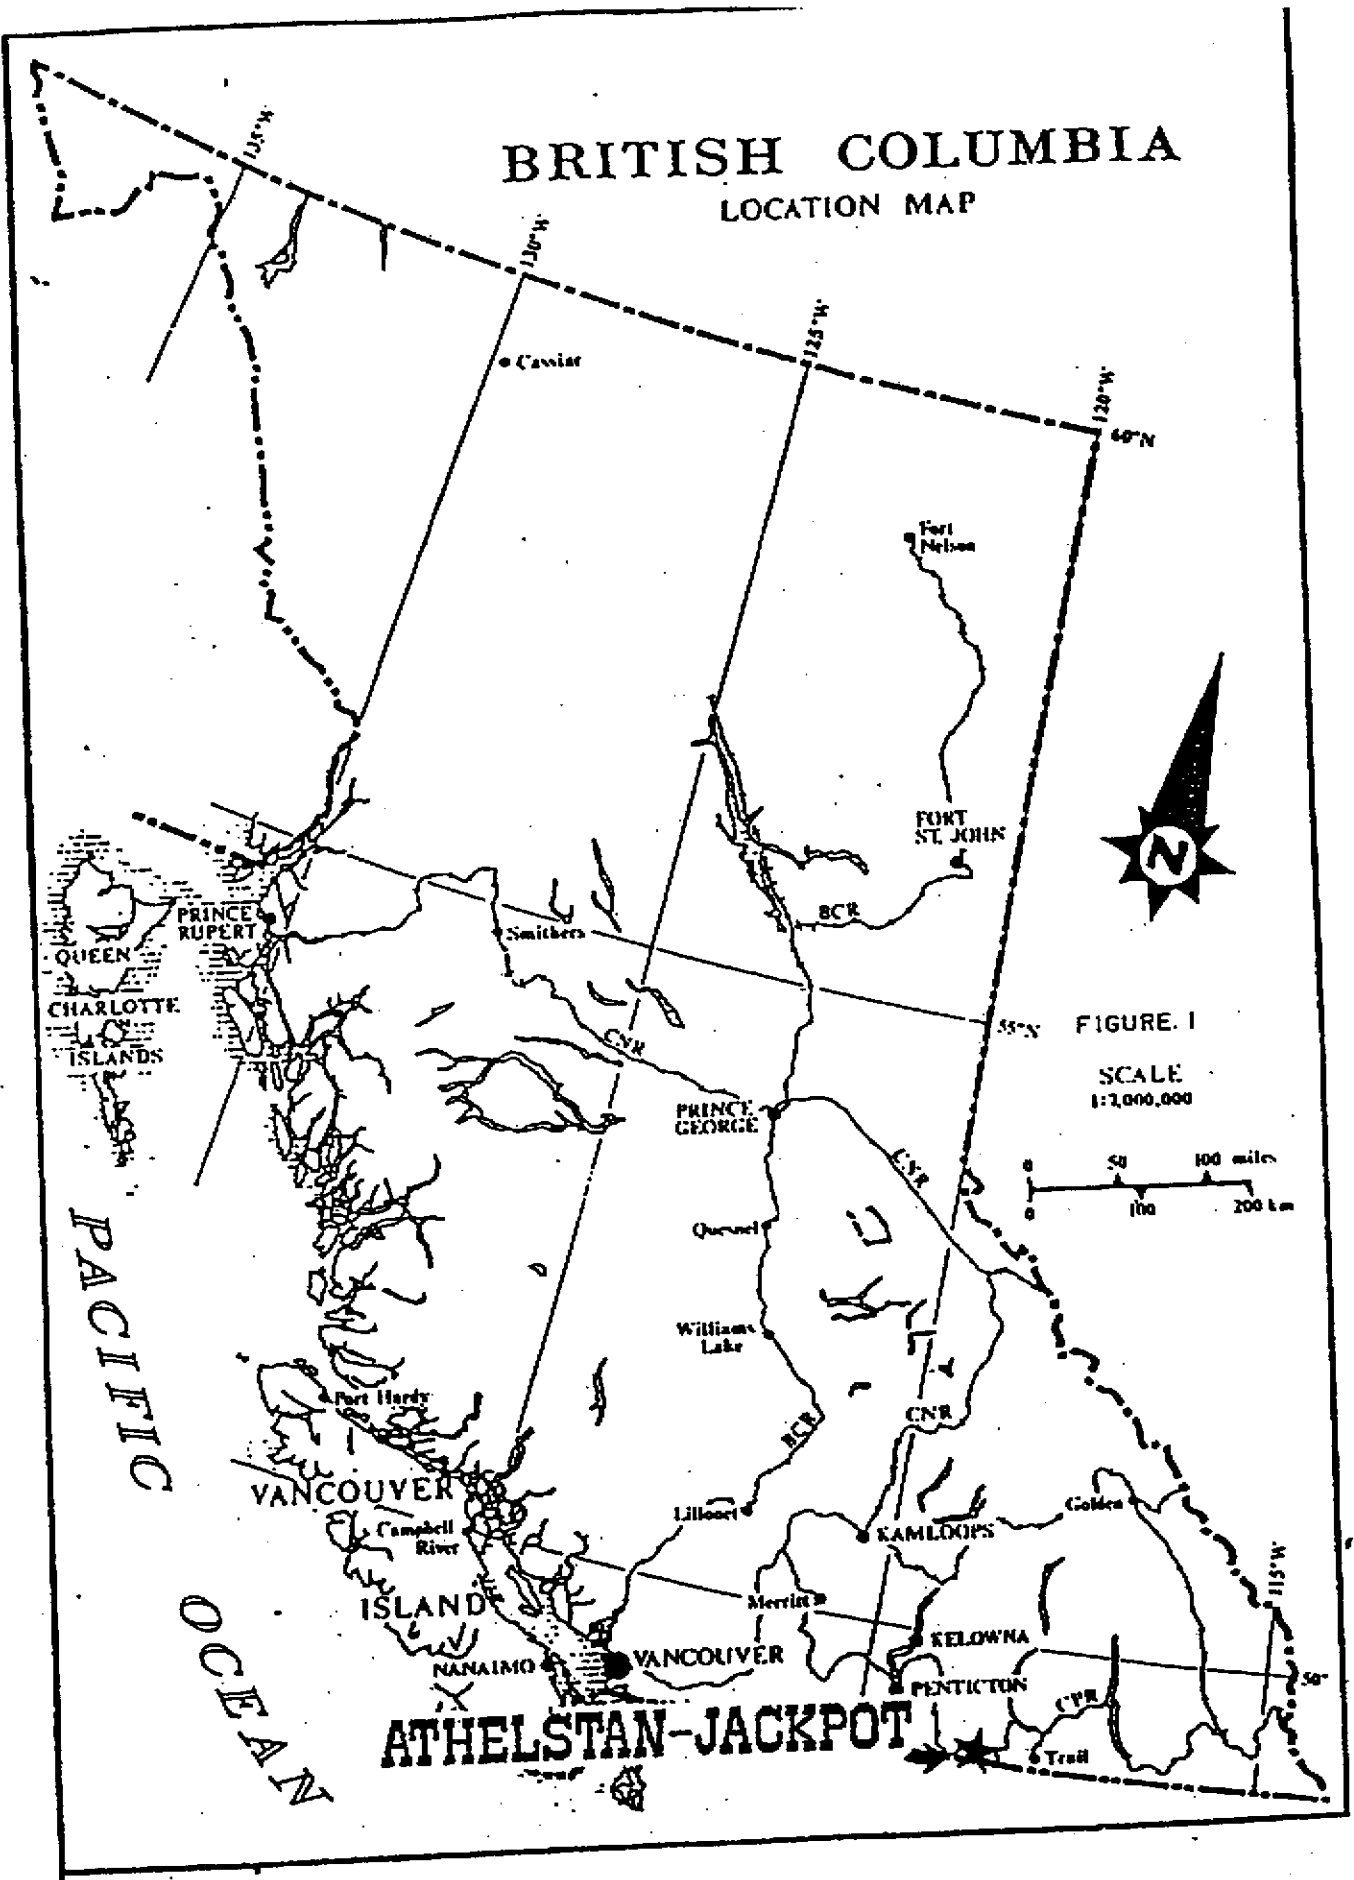 BRITISH COLUMBIA
LOCATION MAP
135°W
130°W
125°W
120°W
60°N
Cassiar
Fort
Nelson
FORT
ST. JOHN
BCR
PRINCE
RUPERT
QUEEN
CHARLOTTE
ISLANDS
Smithers
CNR
55°N
FIGURE. 1
SCALE
PRINCE
GEORGE
CNR
0 50 100 miles
0 100 200 km
Quesnel
Williams
Lake
PACIFIC
OCEAN
Port Hardy
BCR
CNR
VANCOUVER
ISLAND
Campbell
River
Lillooet
KAMLOOPS
Golden
115°W
Merritt
KELOWNA
NANAIMO
VANCOUVER
PENTICTON
50°
CPR
ATHELSTAN-JACKPOT
Trail
N